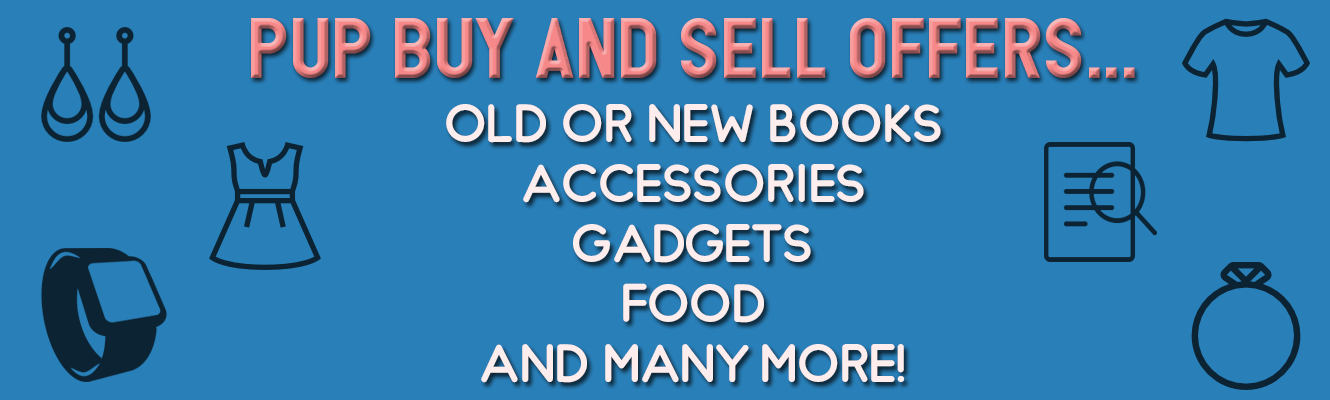 PUP BUY AND SELL OFFERS...
OLD OR NEW BOOKS
ACCESSORIES
GADGETS
FOOD
AND MANY MORE!